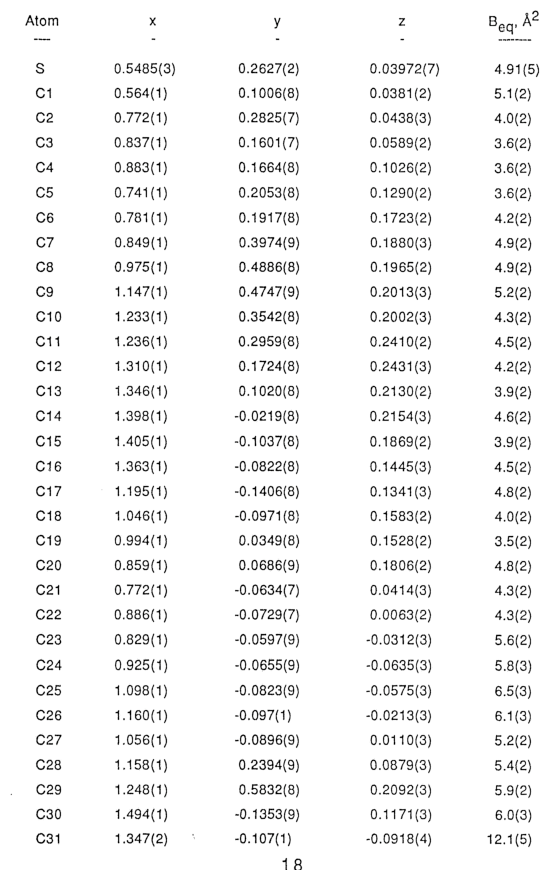 Atom x y z Beq, Å2
---- - - - --------
S 0.5485(3) 0.2627(2) 0.03972(7) 4.91(5)
C1 0.564(1) 0.1006(8) 0.0381(2) 5.1(2)
C2 0.772(1) 0.2825(7) 0.0438(3) 4.0(2)
C3 0.837(1) 0.1601(7) 0.0589(2) 3.6(2)
C4 0.883(1) 0.1664(8) 0.1026(2) 3.6(2)
C5 0.741(1) 0.2053(8) 0.1290(2) 3.6(2)
C6 0.781(1) 0.1917(8) 0.1723(2) 4.2(2)
C7 0.849(1) 0.3974(9) 0.1880(3) 4.9(2)
C8 0.975(1) 0.4886(8) 0.1965(2) 4.9(2)
C9 1.147(1) 0.4747(9) 0.2013(3) 5.2(2)
C10 1.233(1) 0.3542(8) 0.2002(3) 4.3(2)
C11 1.236(1) 0.2959(8) 0.2410(2) 4.5(2)
C12 1.310(1) 0.1724(8) 0.2431(3) 4.2(2)
C13 1.346(1) 0.1020(8) 0.2130(2) 3.9(2)
C14 1.398(1) -0.0219(8) 0.2154(3) 4.6(2)
C15 1.405(1) -0.1037(8) 0.1869(2) 3.9(2)
C16 1.363(1) -0.0822(8) 0.1445(3) 4.5(2)
C17 1.195(1) -0.1406(8) 0.1341(3) 4.8(2)
C18 1.046(1) -0.0971(8) 0.1583(2) 4.0(2)
C19 0.994(1) 0.0349(8) 0.1528(2) 3.5(2)
C20 0.859(1) 0.0686(9) 0.1806(2) 4.8(2)
C21 0.772(1) -0.0634(7) 0.0414(3) 4.3(2)
C22 0.886(1) -0.0729(7) 0.0063(2) 4.3(2)
C23 0.829(1) -0.0597(9) -0.0312(3) 5.6(2)
C24 0.925(1) -0.0655(9) -0.0635(3) 5.8(3)
C25 1.098(1) -0.0823(9) -0.0575(3) 6.5(3)
C26 1.160(1) -0.097(1) -0.0213(3) 6.1(3)
C27 1.056(1) -0.0896(9) 0.0110(3) 5.2(2)
C28 1.158(1) 0.2394(9) 0.0879(3) 5.4(2)
C29 1.248(1) 0.5832(8) 0.2092(3) 5.9(2)
C30 1.494(1) -0.1353(9) 0.1171(3) 6.0(3)
C31 1.347(2) -0.107(1) -0.0918(4) 12.1(5)
18